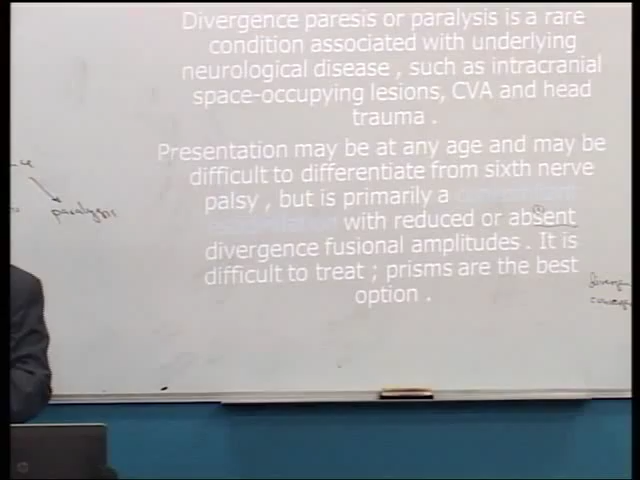 Divergence paresis or paralysis is a rare
condition associated with underlying
neurological disease , such as intracranial
space-occupying lesions, CVA and head
trauma .
Presentation may be at any age and may be
difficult to differentiate from sixth nerve
palsy , but is primarily a concomitant
esodeviation with reduced or absent
divergence fusional amplitudes . It is
difficult to treat ; prisms are the best
option .
paralysis